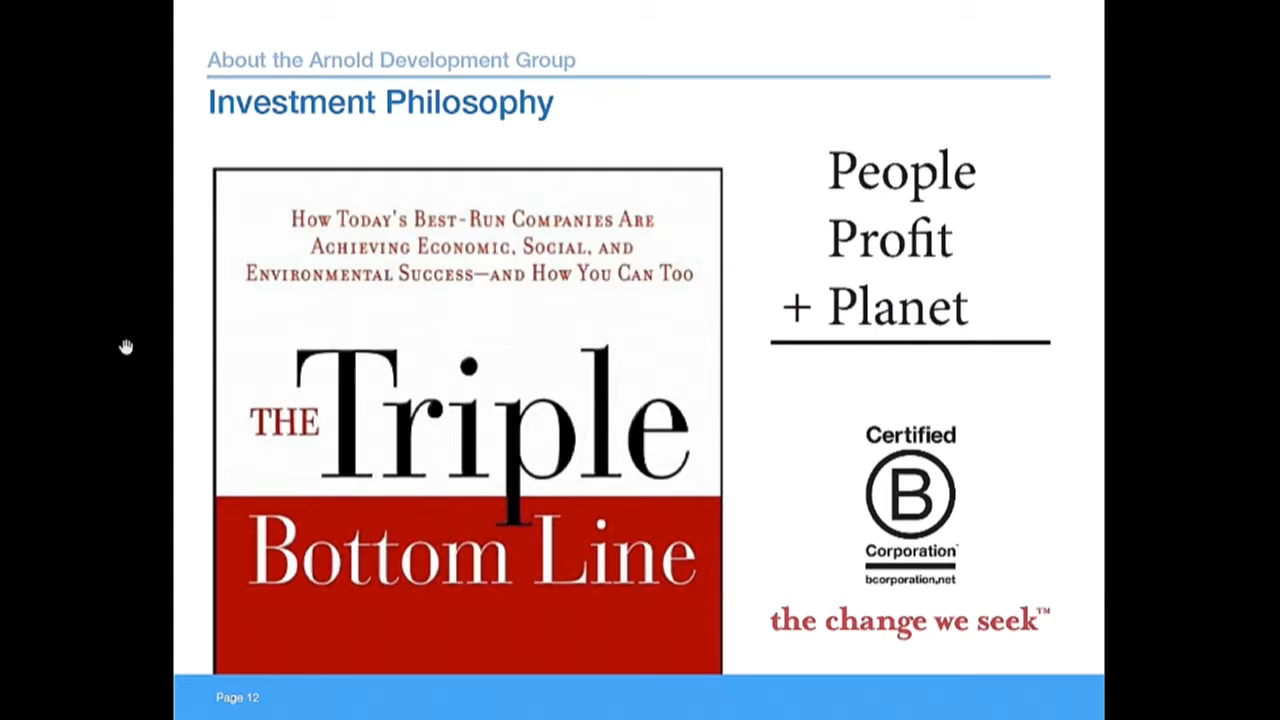 About the Arnold Development Group
Investment Philosophy
How Today's Best-Run Companies Are
Achieving Economic, Social, and
Environmental Success—and How You Can Too
THE Triple
Bottom Line
People
Profit
+ Planet
Certified
B
Corporation™
bcorporation.net
the change we seek™
Page 12